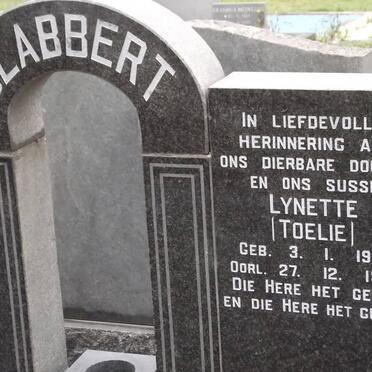 LABBERT
IN LIEFDEVOLL
HERINNERING A
ONS DIERBARE DO
EN ONS SUSS
LYNETTE
(TOELIE)
GEB. 3. 1. 19
OORL. 27. 12. 1
DIE HERE HET GE
EN DIE HERE HET G